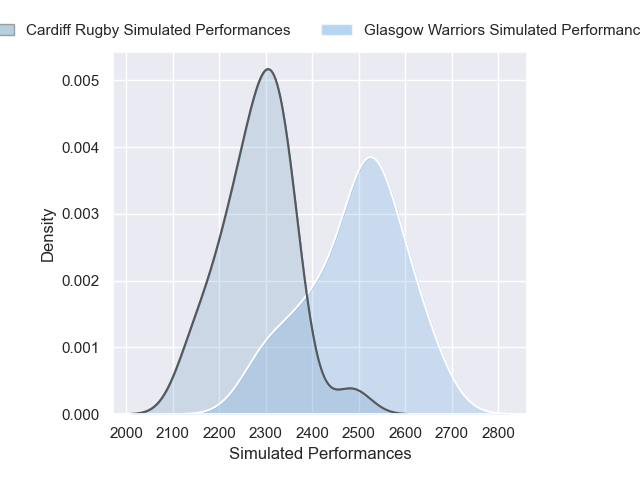 Cardiff Rugby Simulated Performances
Glasgow Warriors Simulated Performanc
0.005
0.004
0.003
0.002
0.001
0.000
Density
2000 2100 2200 2300 2400 2500 2600 2700 2800
Simulated Performances